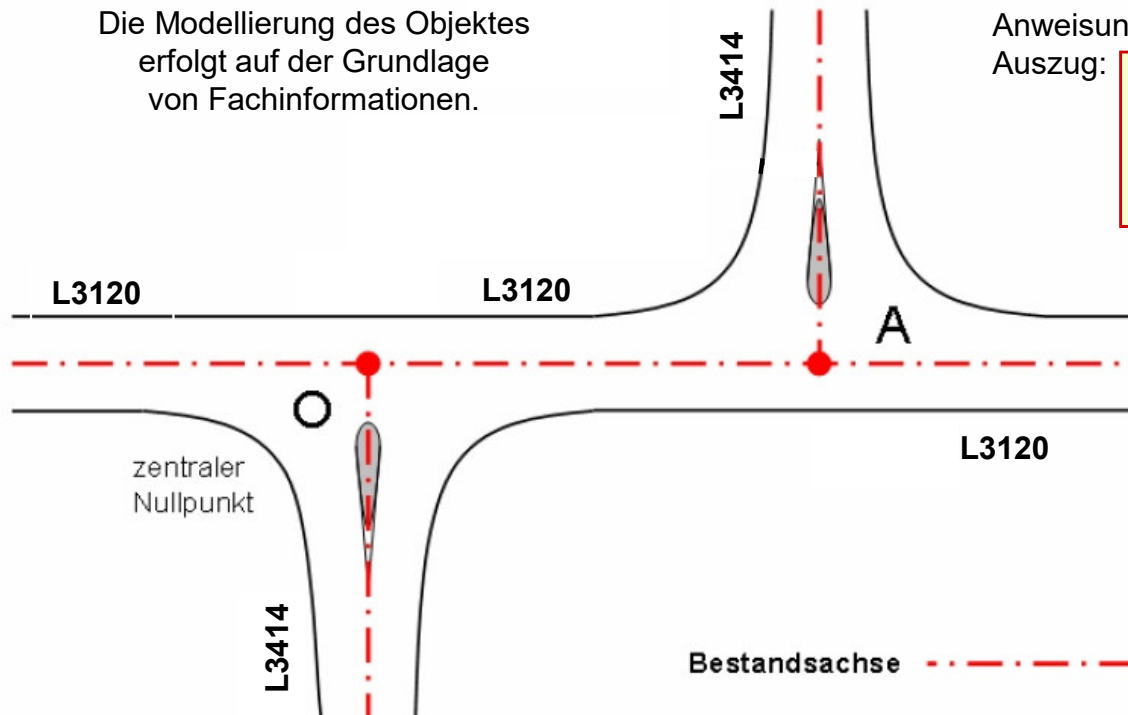 Die Modellierung des Objektes
erfolgt auf der Grundlage
von Fachinformationen.
Anweisun
Auszug:
L3414
L3120
L3120
A
O
L3120
zentraler
Nullpunkt
L3414
Bestandsachse